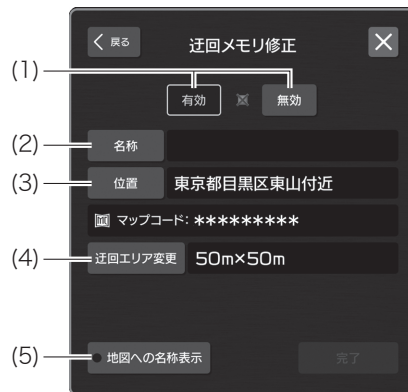 戻る
迂回メモリ修正
(1)
有効 無効
(2) 名称
(3) 位置 東京都目黒区東山付近
マップコード: *********
(4) 迂回エリア変更 50m×50m
(5) 地図への名称表示 完了